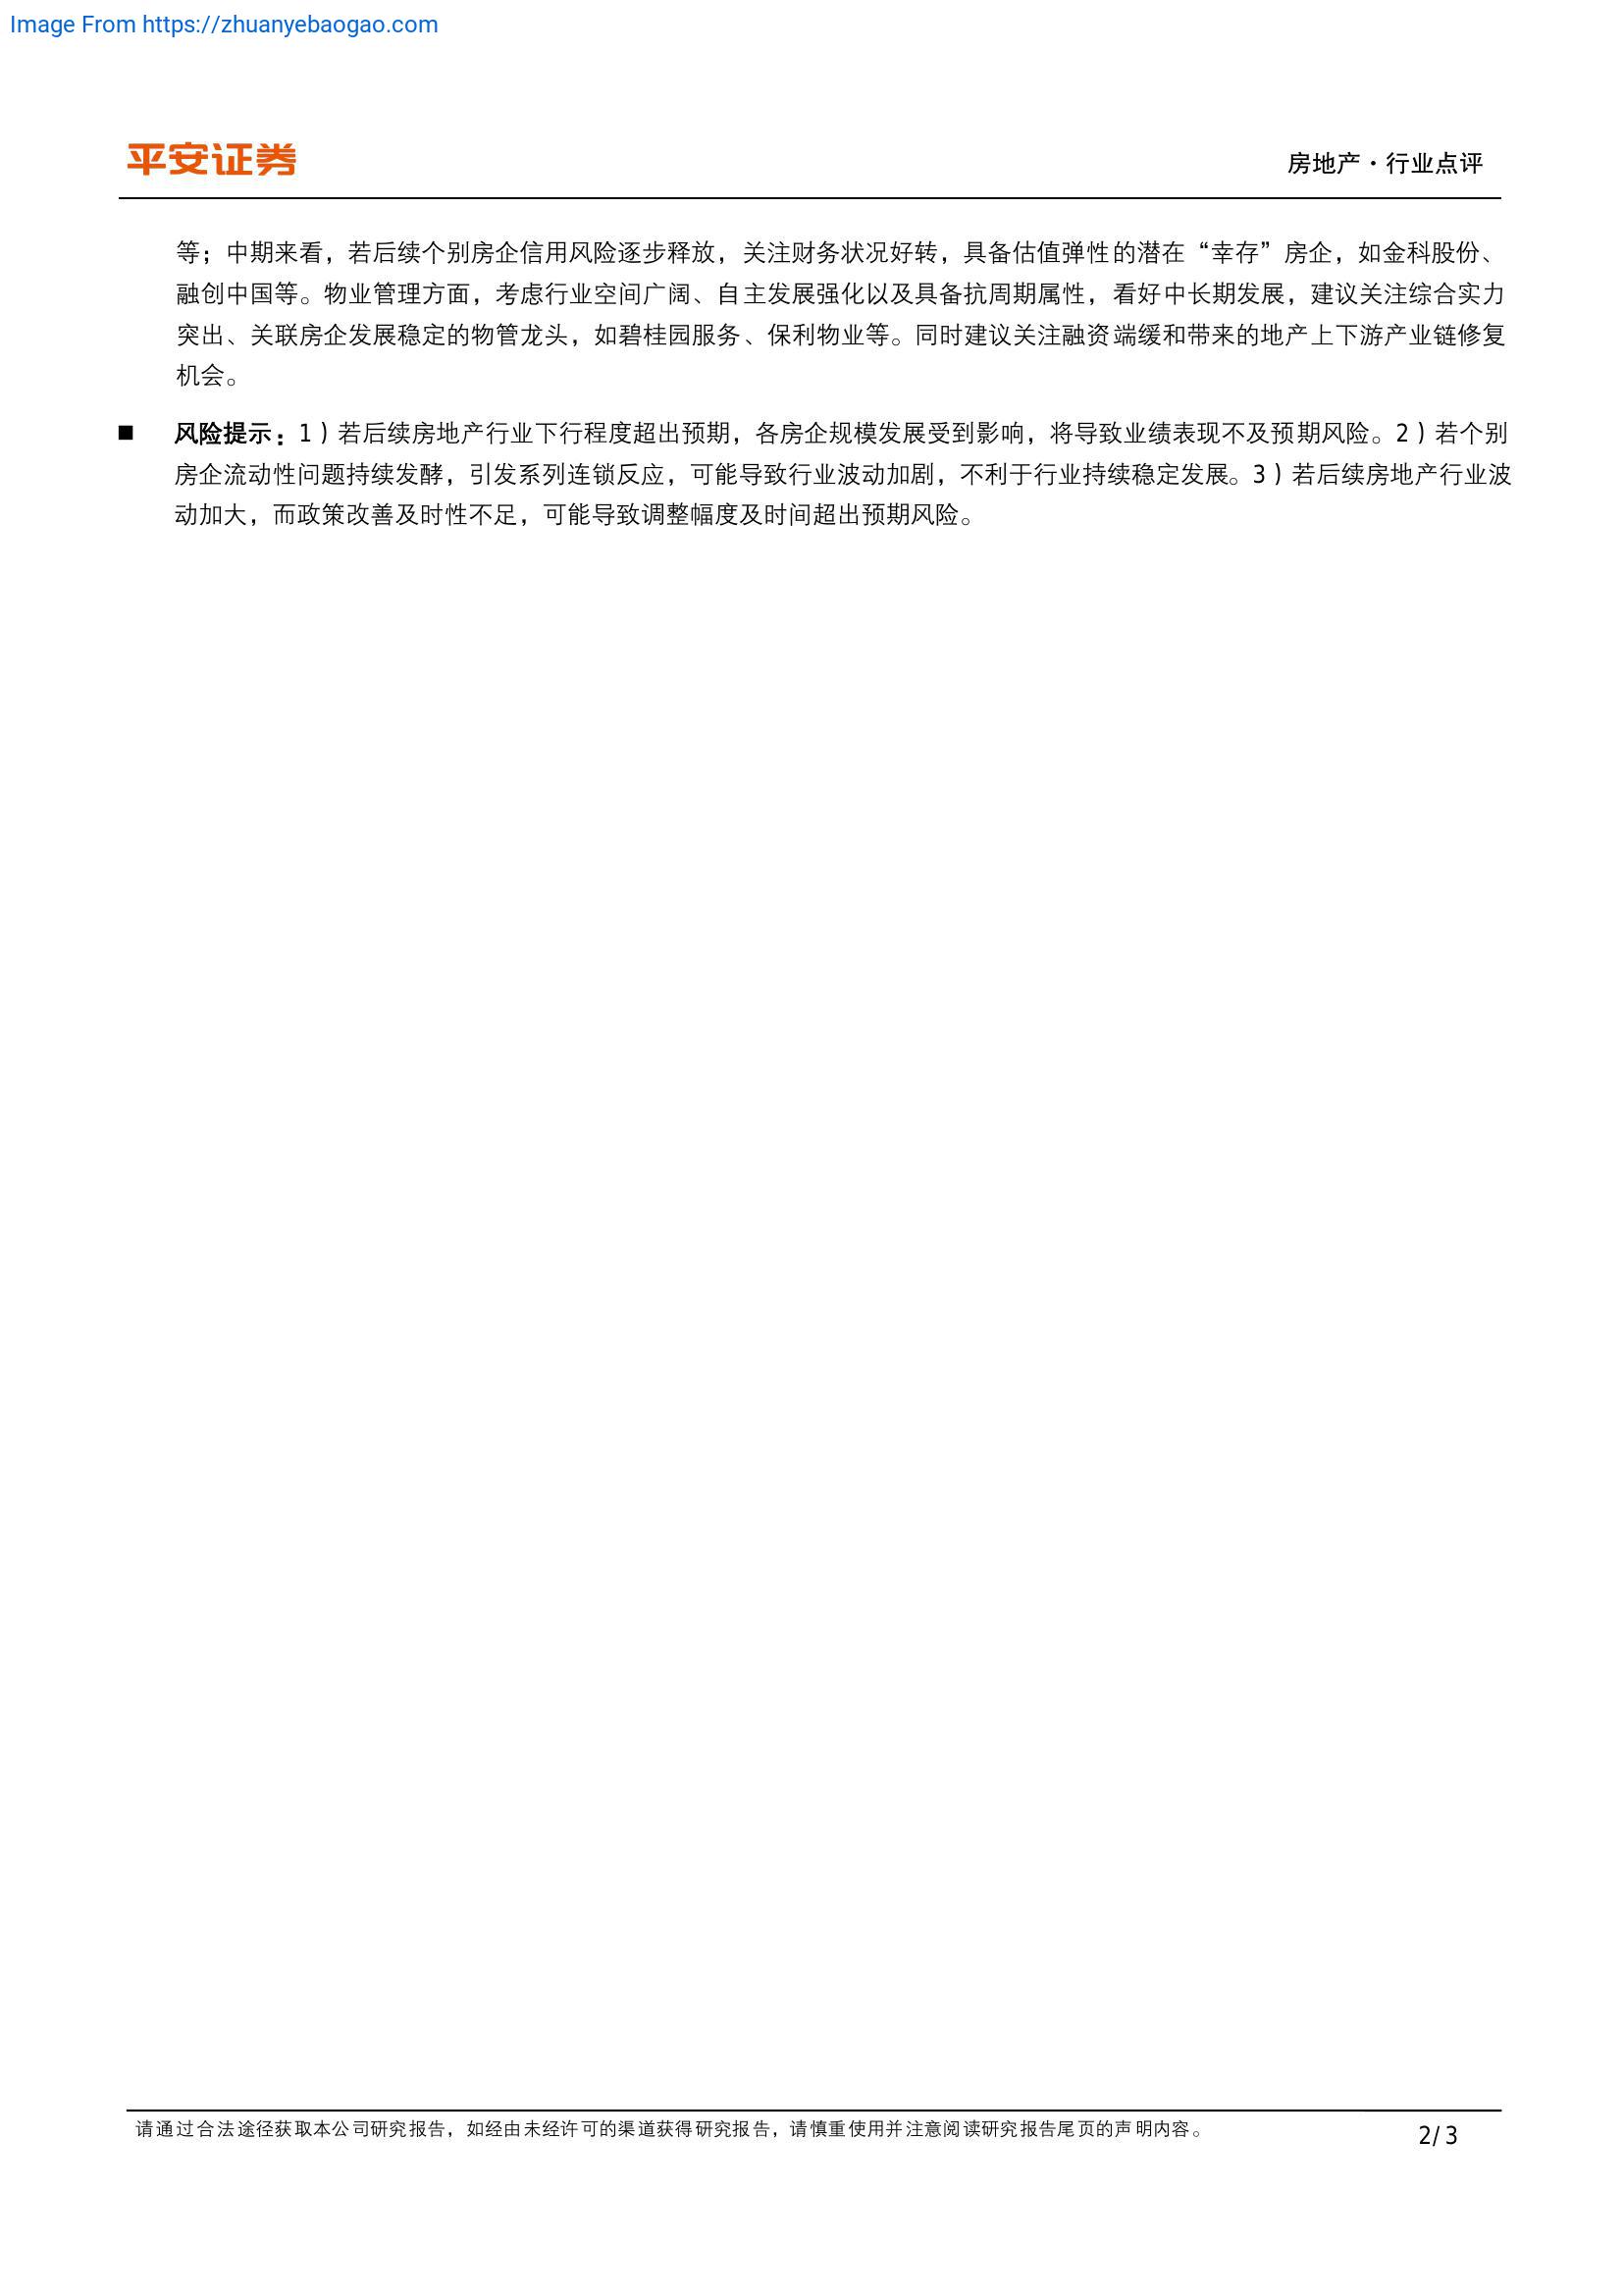 Image From https://zhuanyebaogao.com
平安证券
房地产·行业点评
等；中期来看，若后续个别房企信用风险逐步释放，关注财务状况好转，具备估值弹性的潜在“幸存”房企，如金科股份、
融创中国等。物业管理方面，考虑行业空间广阔、自主发展强化以及具备抗周期属性，看好中长期发展，建议关注综合实力
突出、关联房企发展稳定的物管龙头，如碧桂园服务、保利物业等。同时建议关注融资端缓和带来的地产上下游产业链修复
机会。
■ 风险提示：1）若后续房地产行业下行程度超出预期，各房企规模发展受到影响，将导致业绩表现不及预期风险。2）若个别
房企流动性问题持续发酵，引发系列连锁反应，可能导致行业波动加剧，不利于行业持续稳定发展。3）若后续房地产行业波
动加大，而政策改善及时性不足，可能导致调整幅度及时间超出预期风险。
请通过合法途径获取本公司研究报告，如经由未经许可的渠道获得研究报告，请慎重使用并注意阅读研究报告尾页的声明内容。
2/3